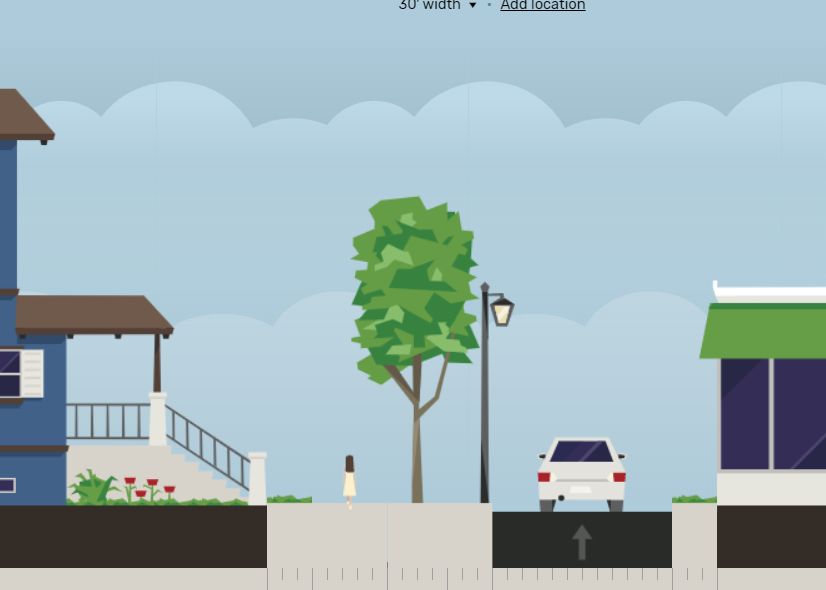 30' width ▼ · Add location